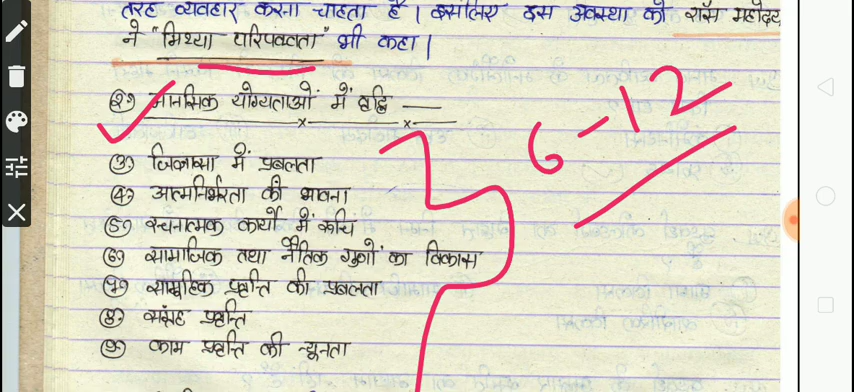 तरह व्यवहार करना चाहता है । इसलिए इस अवस्था को रॉस महोदय
ने "मिथ्या परिपक्वता" भी कहा ।
(2) मानसिक योग्यताओं में वृद्धि —
6-12
(3) जिज्ञासा में प्रबलता
(4) आत्मनिर्भरता की भावना
(5) रचनात्मक कार्यों में रूचि
(6) सामाजिक तथा नैतिक गुणों का विकास
(7) सामूहिक प्रवृत्ति की प्रबलता
(8) संग्रह प्रवृत्ति
(9) काम प्रवृत्ति की न्यूनता